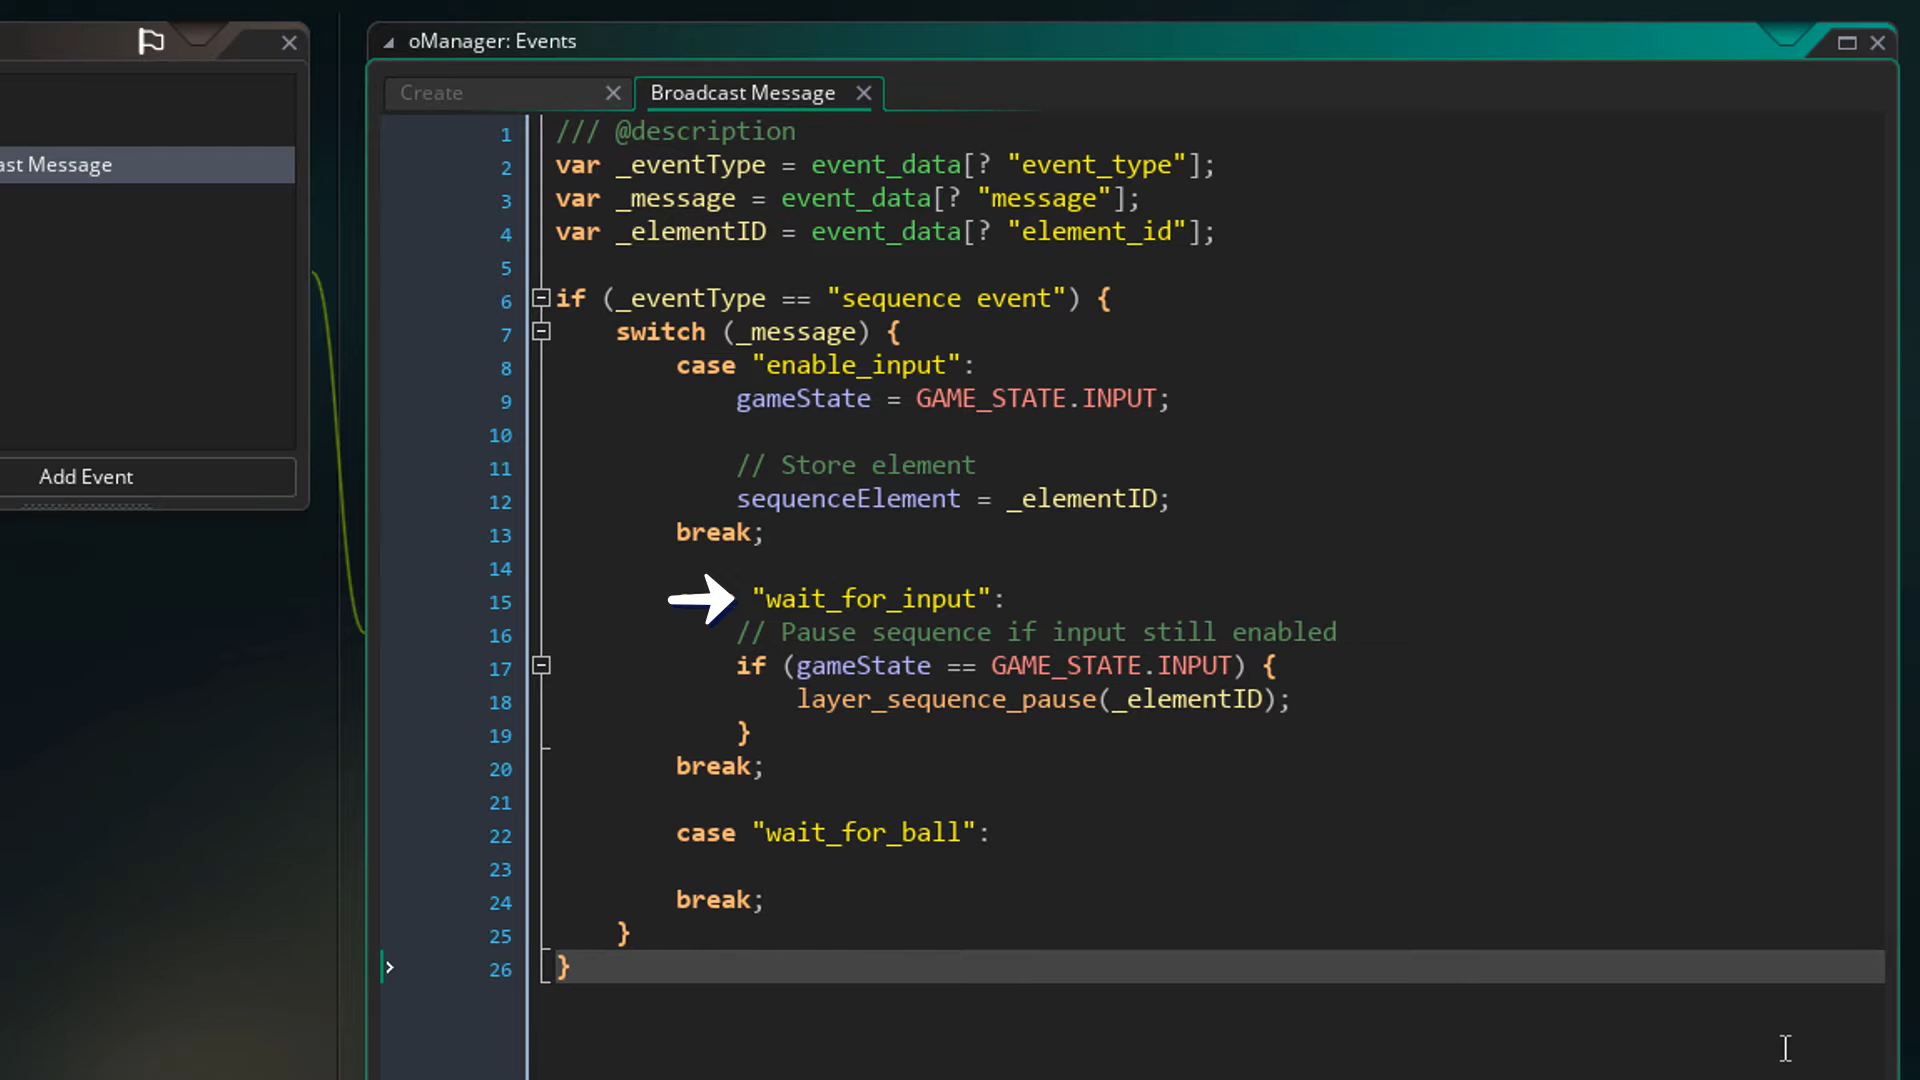 oManager: Events
Create
Broadcast Message
ast Message
Add Event
1 /// @description
2 var _eventType = event_data[? "event_type"];
3 var _message = event_data[? "message"];
4 var _elementID = event_data[? "element_id"];
5
6 if (_eventType == "sequence event") {
7 switch (_message) {
8 case "enable_input":
9 gameState = GAME_STATE.INPUT;
10
11 // Store element
12 sequenceElement = _elementID;
13 break;
14
15 "wait_for_input":
16 // Pause sequence if input still enabled
17 if (gameState == GAME_STATE.INPUT) {
18 layer_sequence_pause(_elementID);
19 }
20 break;
21
22 case "wait_for_ball":
23
24 break;
25 }
26 }